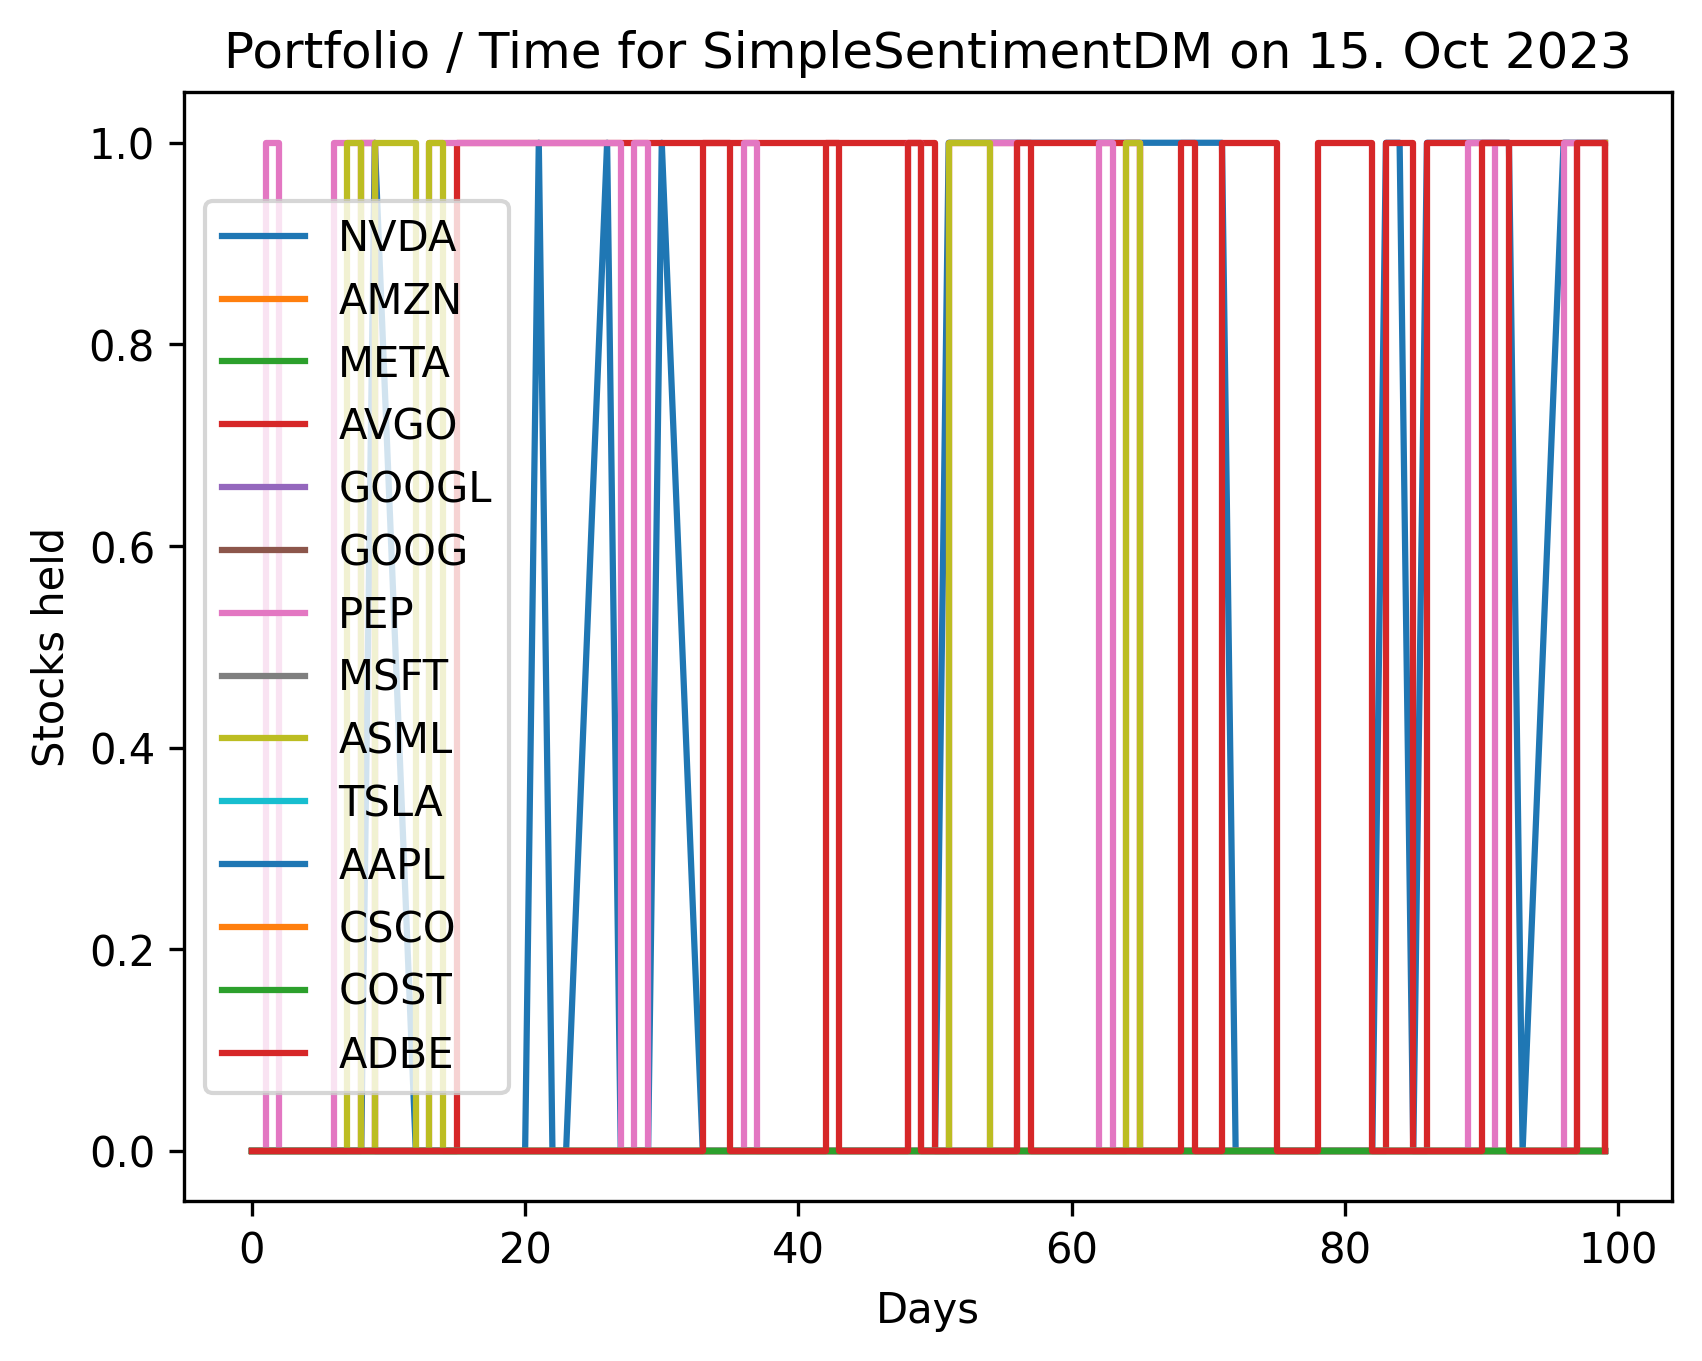 Portfolio / Time for SimpleSentimentDM on 15. Oct 2023
1.0
0.8
0.6
0.4
0.2
0.0
Stocks held
NVDA
AMZN
META
AVGO
GOOGL
GOOG
PEP
MSFT
ASML
TSLA
AAPL
CSCO
COST
ADBE
0 20 40 60 80 100
Days